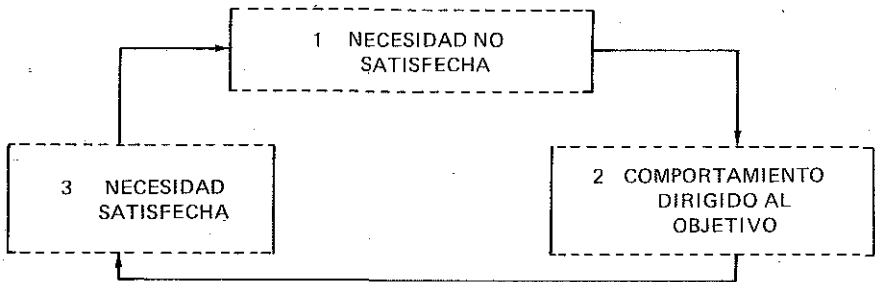 1 NECESIDAD NO
SATISFECHA
2 COMPORTAMIENTO
DIRIGIDO AL
OBJETIVO
3 NECESIDAD
SATISFECHA